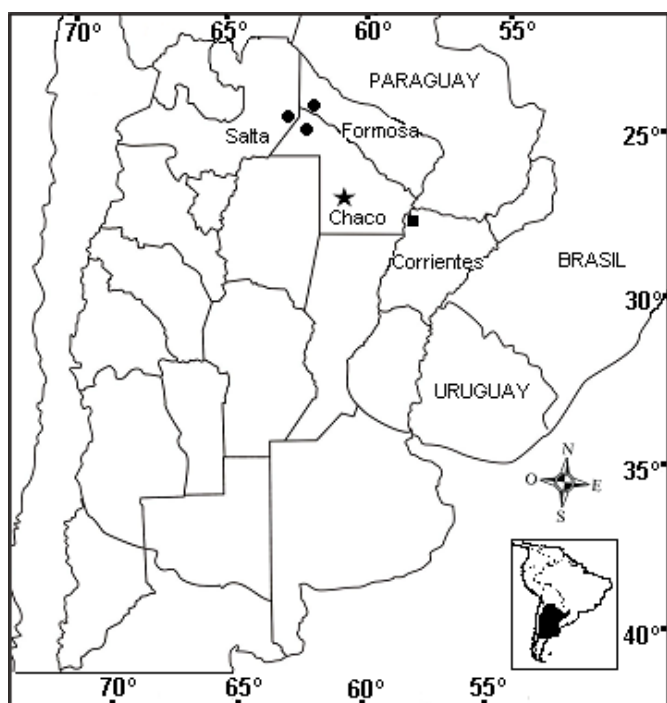 70° 65° 60° 55°
PARAGUAY
Salta Formosa
25°
Chaco
Corrientes
BRASIL
30°
URUGUAY
N
O E
S
35°
40°
70° 65° 60° 55°